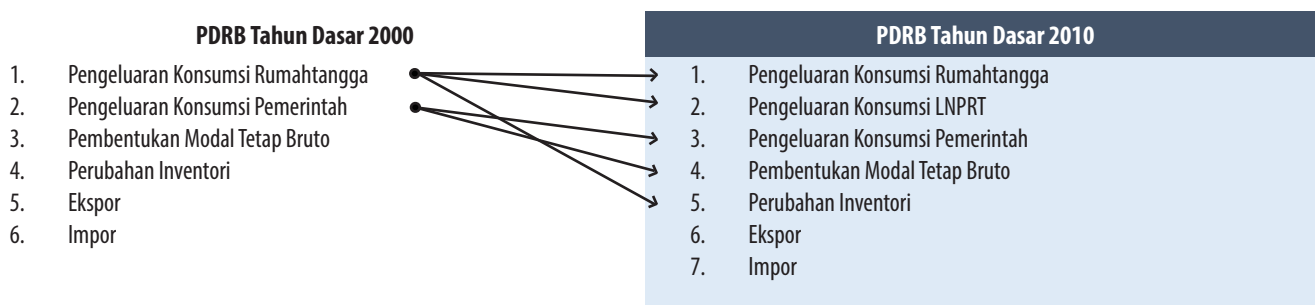 PDRB Tahun Dasar 2000
1. Pengeluaran Konsumsi Rumahtangga
2. Pengeluaran Konsumsi Pemerintah
3. Pembentukan Modal Tetap Bruto
4. Perubahan Inventori
5. Ekspor
6. Impor
PDRB Tahun Dasar 2010
1. Pengeluaran Konsumsi Rumahtangga
2. Pengeluaran Konsumsi LNPRT
3. Pengeluaran Konsumsi Pemerintah
4. Pembentukan Modal Tetap Bruto
5. Perubahan Inventori
6. Ekspor
7. Impor